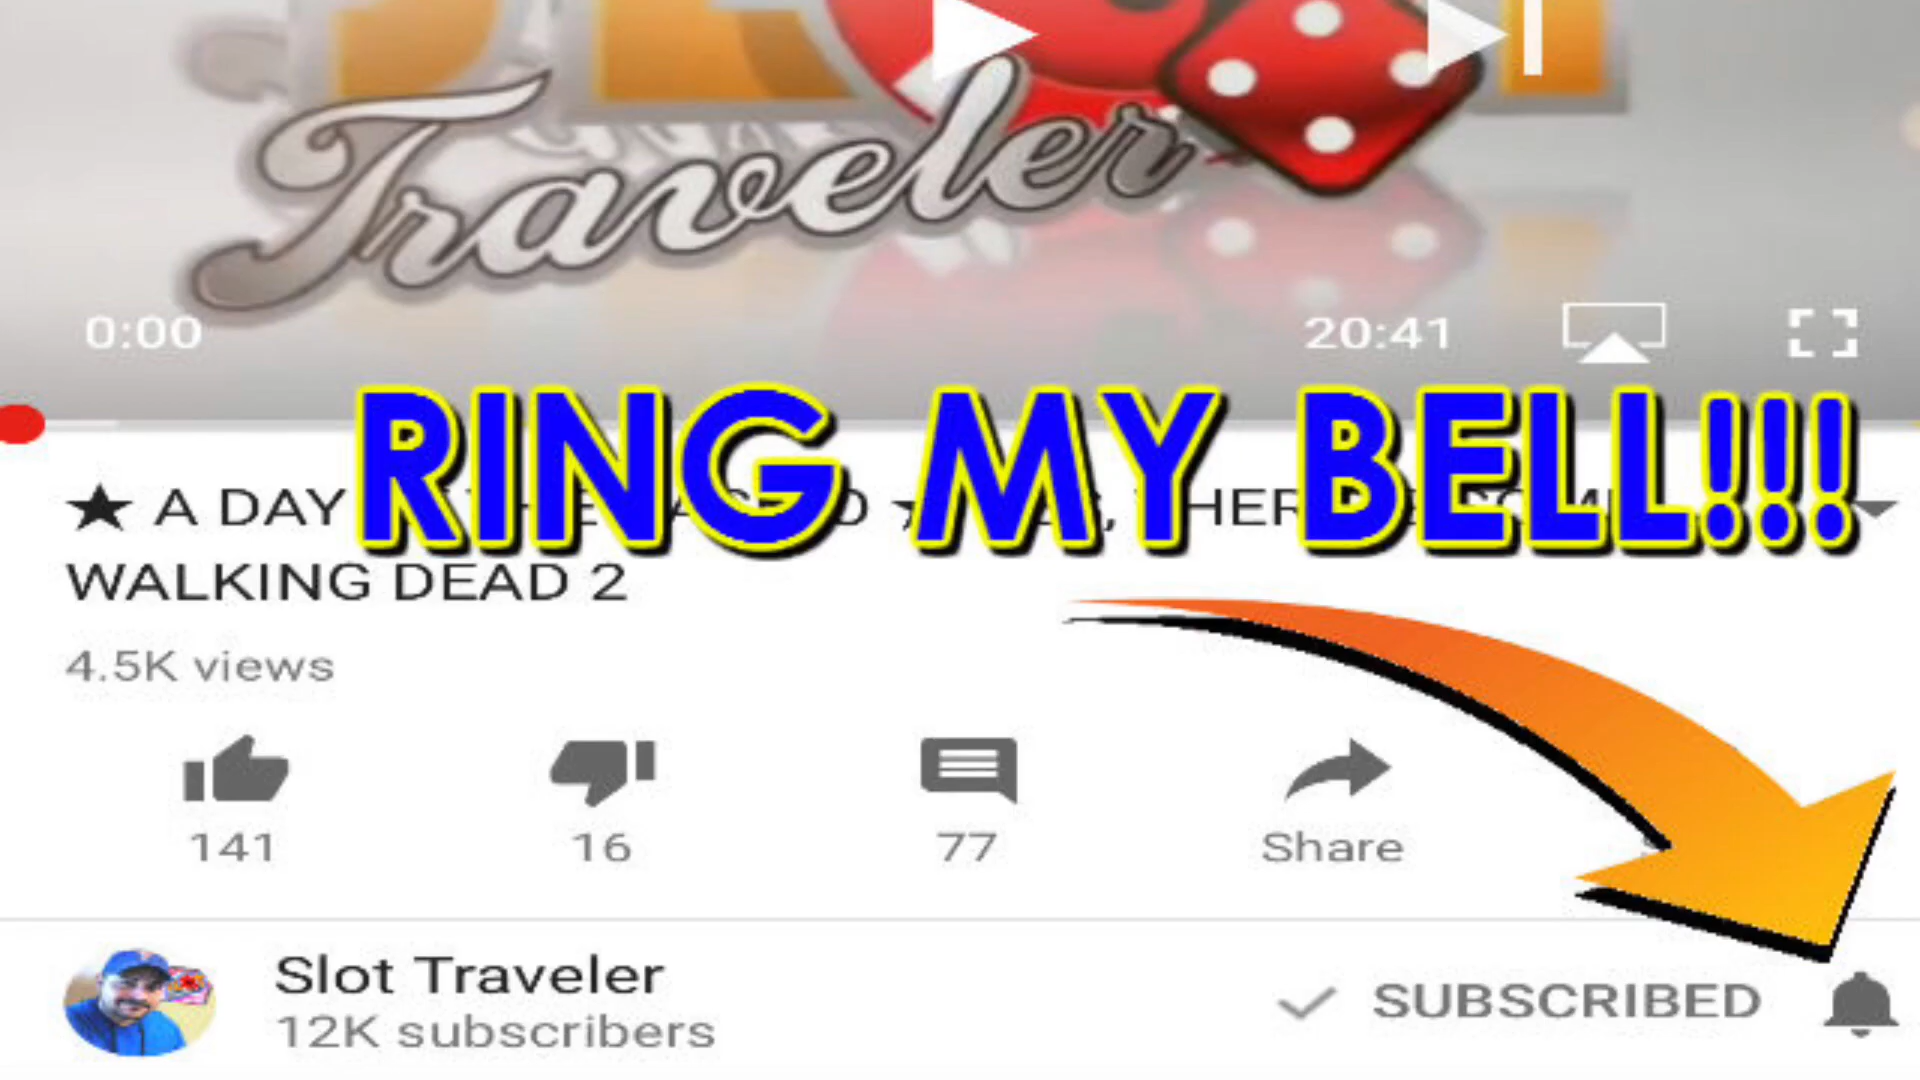 Traveler
0:00 20:41
RING MY BELL!!!
★ A DAY
WALKING DEAD 2
4.5K views
141 16 77 Share
Slot Traveler
12K subscribers
SUBSCRIBED